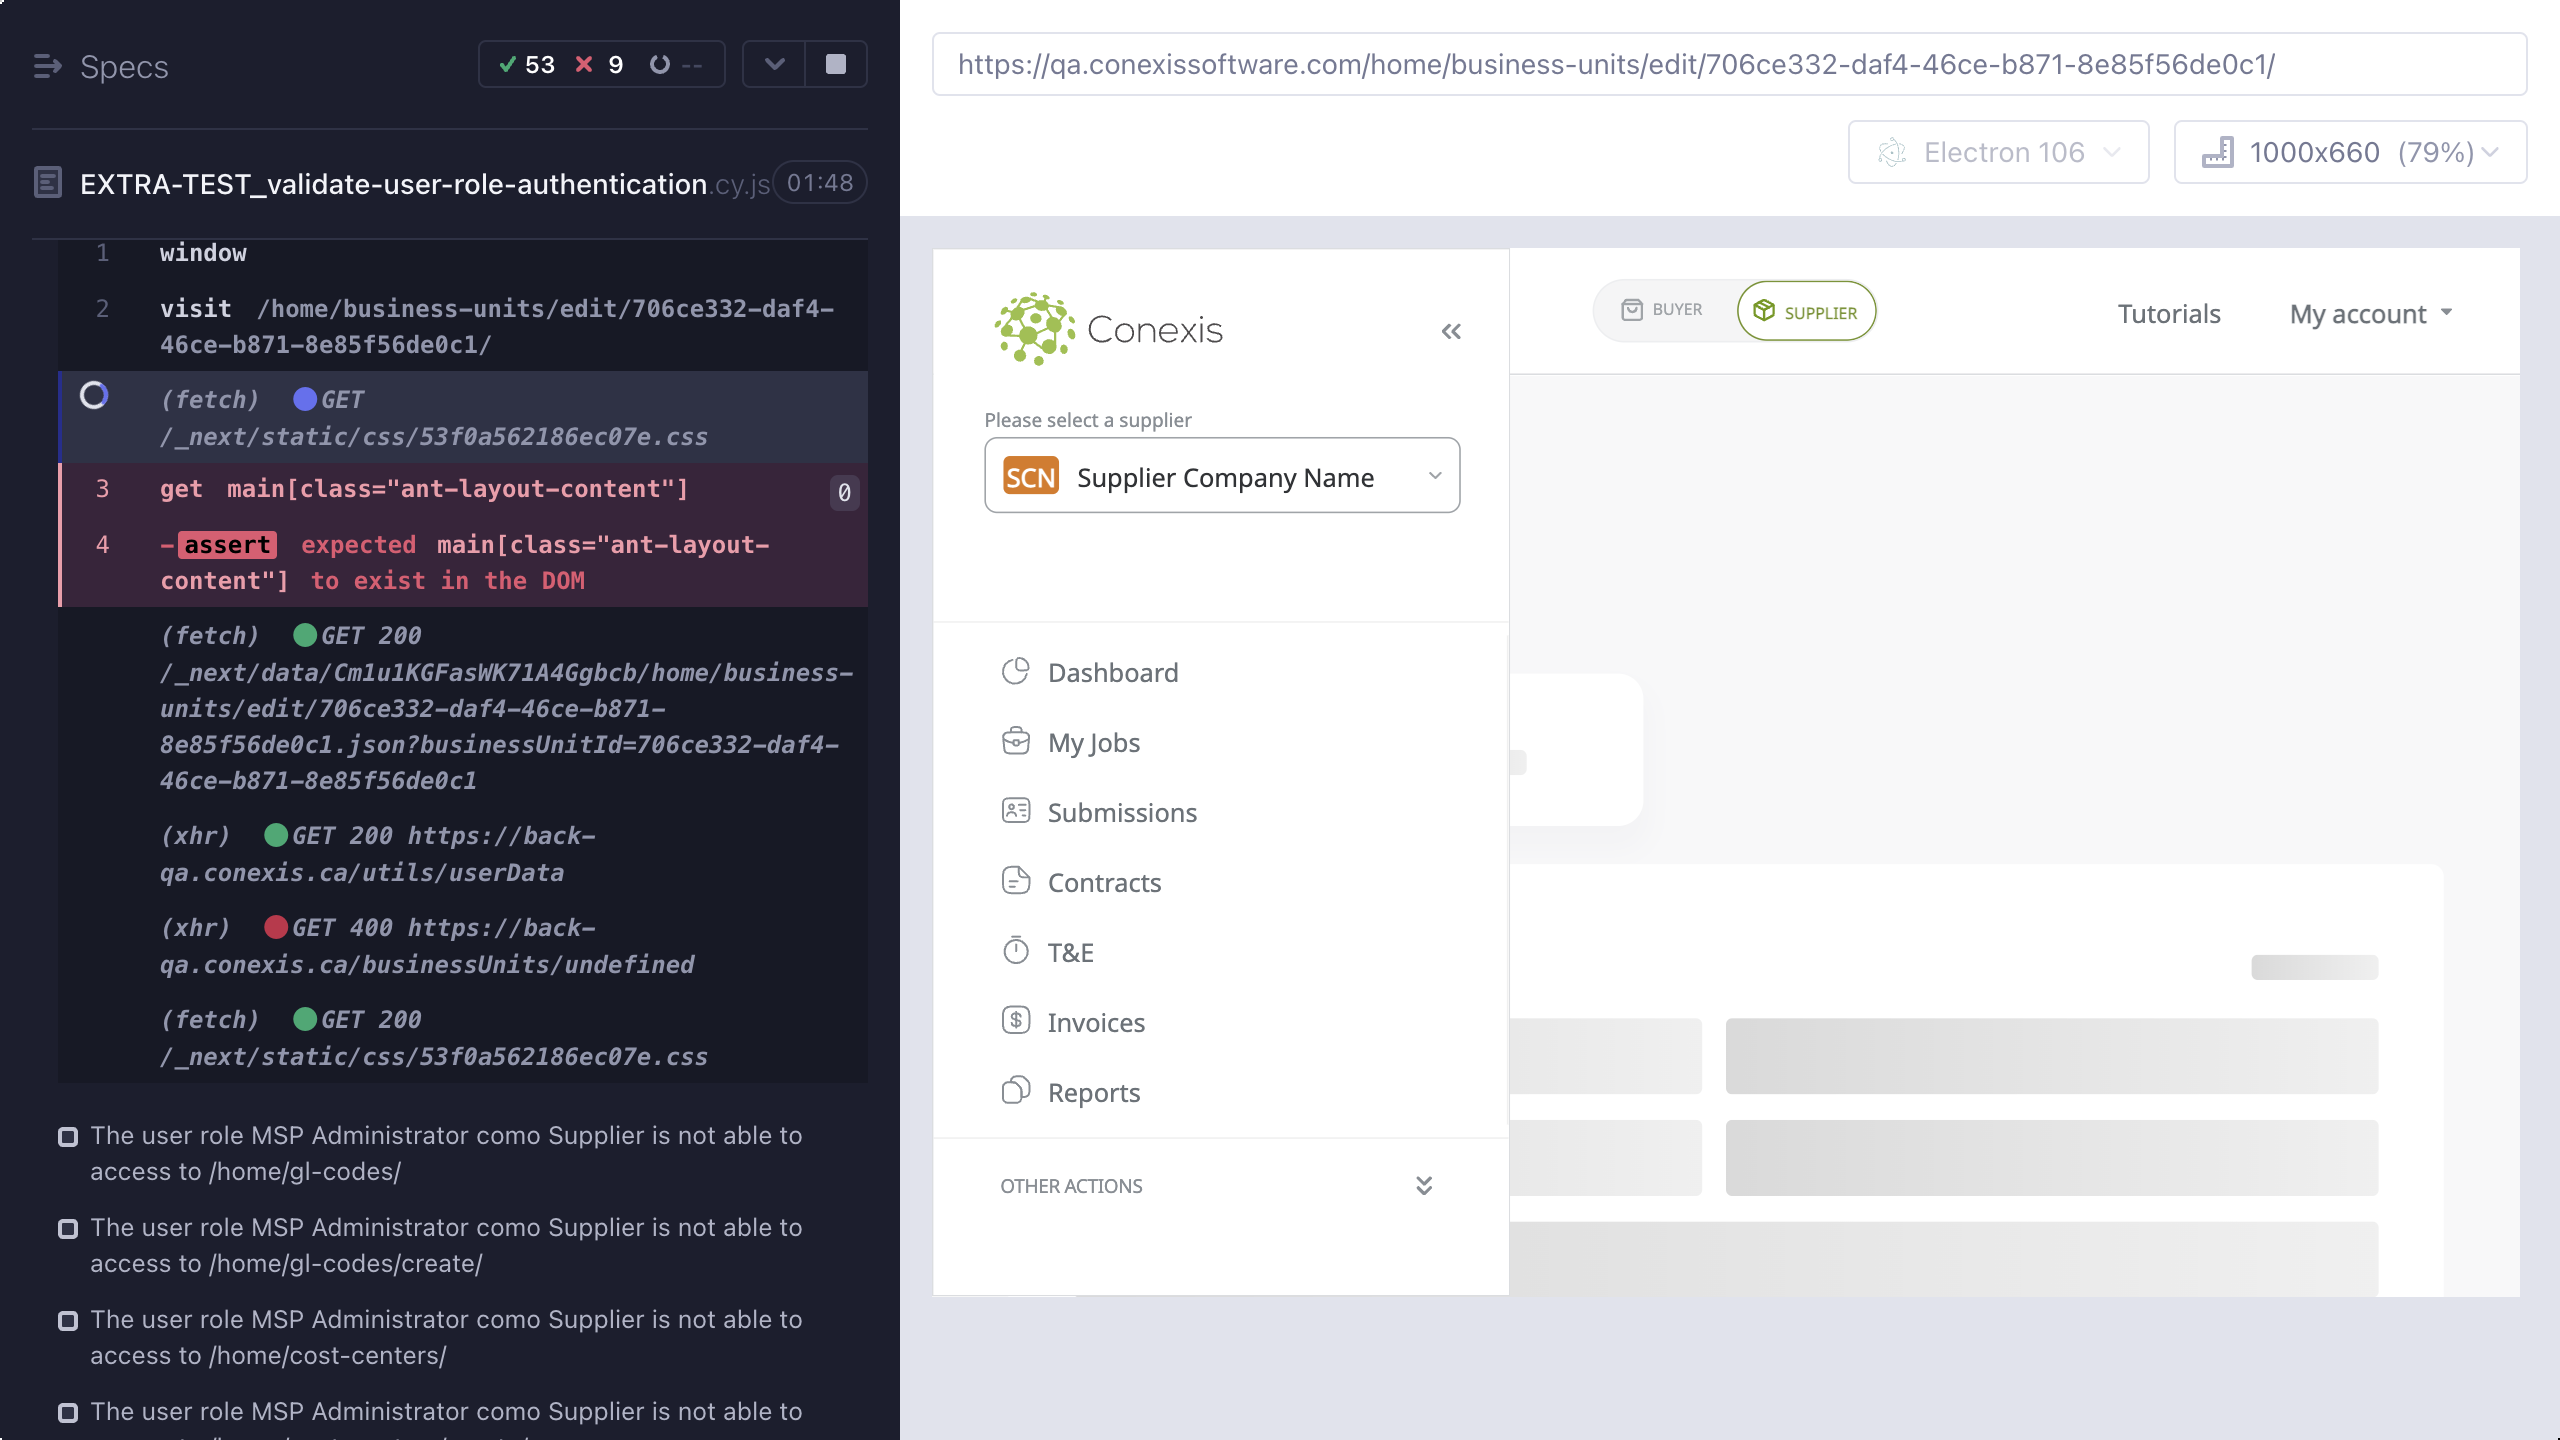 Specs
53 9 --
EXTRA-TEST_validate-user-role-authentication.cy.js 01:48
1 window
2 visit /home/business-units/edit/706ce332-daf4-
46ce-b871-8e85f56de0c1/
(fetch) GET
/_next/static/css/53f0a562186ec07e.css
3 get main[class="ant-layout-content"] 0
4 -assert expected main[class="ant-layout-
content"] to exist in the DOM
(fetch) GET 200
/_next/data/Cm1u1KGFasWK71A4Ggbcb/home/business-
units/edit/706ce332-daf4-46ce-b871-
8e85f56de0c1.json?businessUnitId=706ce332-daf4-
46ce-b871-8e85f56de0c1
(xhr) GET 200 https://back-
qa.conexis.ca/utils/userData
(xhr) GET 400 https://back-
qa.conexis.ca/businessUnits/undefined
(fetch) GET 200
/_next/static/css/53f0a562186ec07e.css
The user role MSP Administrator como Supplier is not able to
access to /home/gl-codes/
The user role MSP Administrator como Supplier is not able to
access to /home/gl-codes/create/
The user role MSP Administrator como Supplier is not able to
access to /home/cost-centers/
The user role MSP Administrator como Supplier is not able to
https://qa.conexissoftware.com/home/business-units/edit/706ce332-daf4-46ce-b871-8e85f56de0c1/
Electron 106
1000x660 (79%)
Conexis
BUYER
SUPPLIER
Tutorials
My account
Please select a supplier
SCN Supplier Company Name
Dashboard
My Jobs
Submissions
Contracts
T&E
Invoices
Reports
OTHER ACTIONS